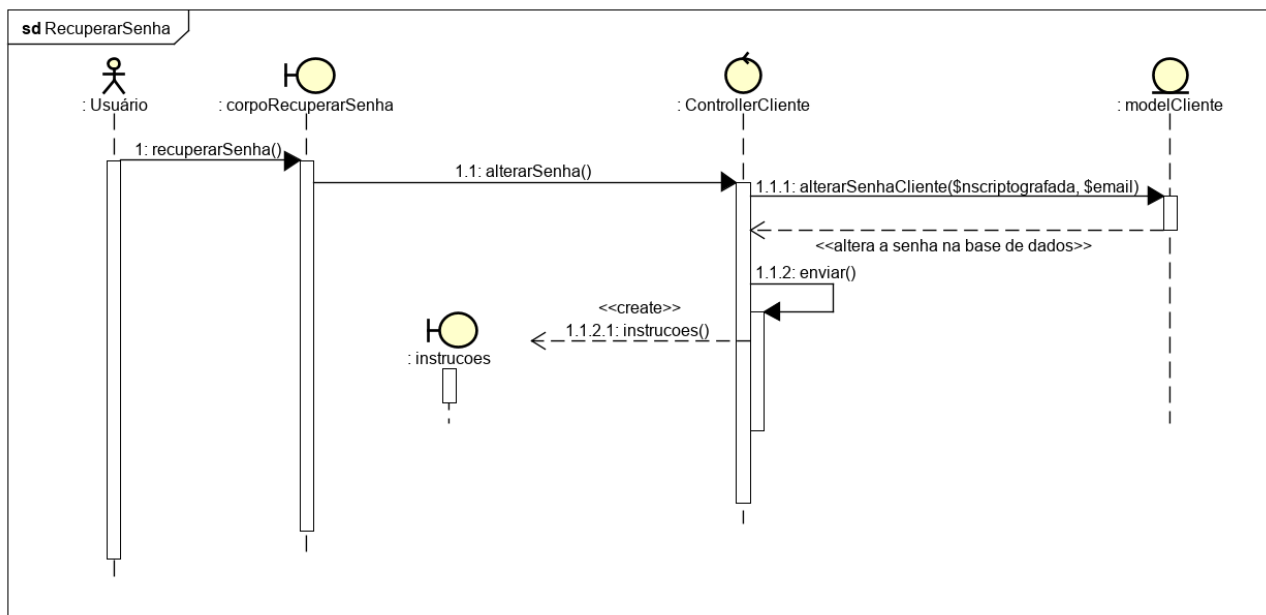 sd RecuperarSenha
: Usuário
: corpoRecuperarSenha
: ControllerCliente
: modelCliente
1: recuperarSenha()
1.1: alterarSenha()
1.1.1: alterarSenhaCliente($nscriptografada, $email)
<<altera a senha na base de dados>>
1.1.2: enviar()
<<create>>
1.1.2.1: instrucoes()
: instrucoes